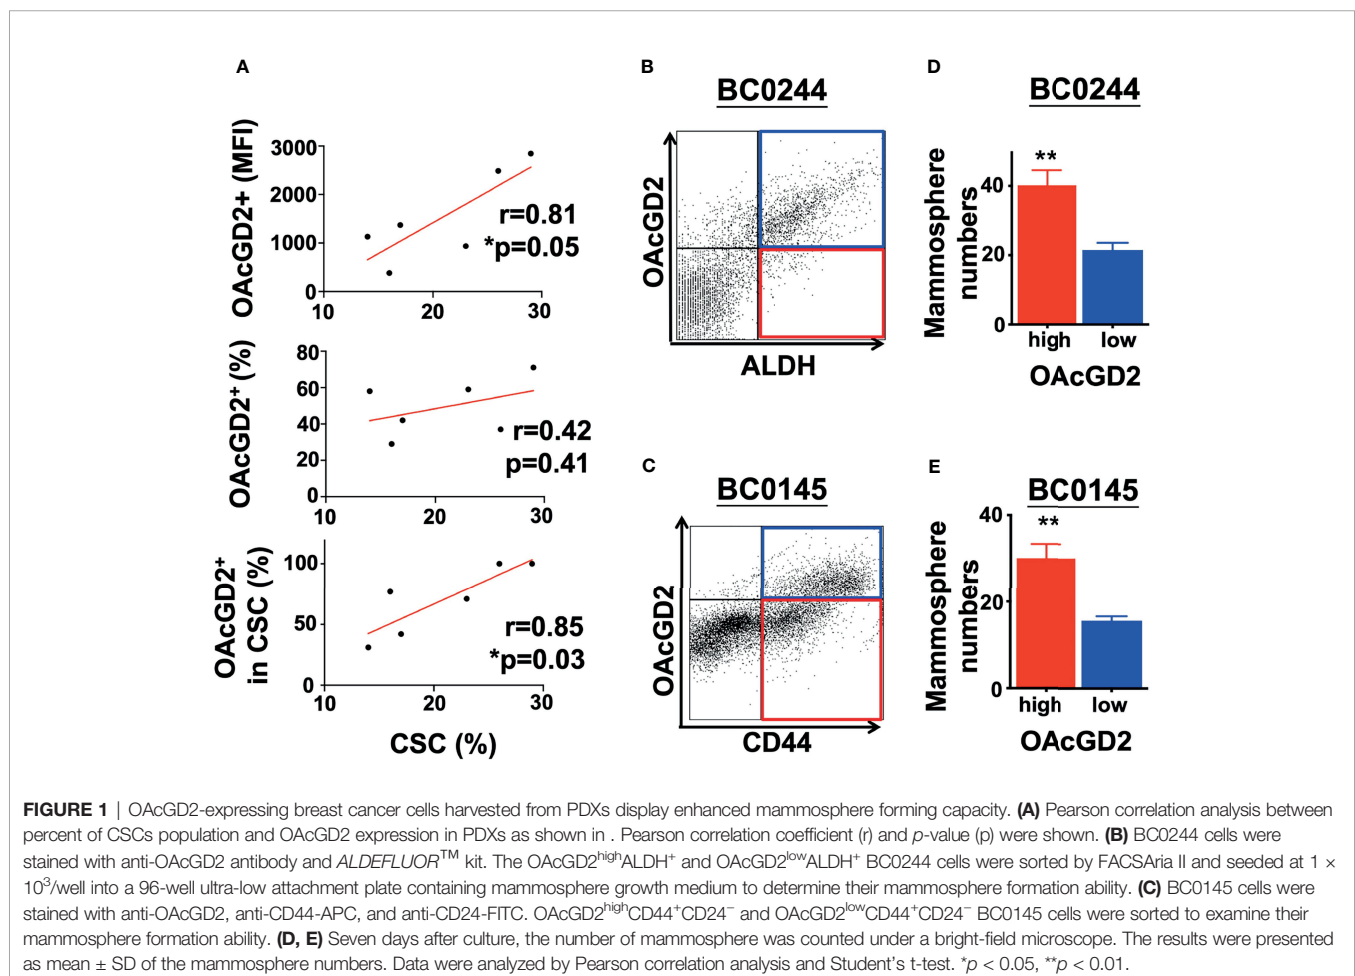 A
OAcGD2+ (MFI)
3000
2000
1000
0
10
20
30
r=0.81
*p=0.05
OAcGD2⁺ (%)
80
60
40
20
0
10
20
30
r=0.42
p=0.41
OAcGD2⁺
in CSC (%)
100
50
0
10
20
30
r=0.85
*p=0.03
CSC (%)
B
BC0244
OAcGD2
ALDH
C
BC0145
OAcGD2
CD44
D
BC0244
Mammosphere
numbers
40
20
0
**
high
low
OAcGD2
E
BC0145
Mammosphere
numbers
40
20
0
**
high
low
OAcGD2
FIGURE 1 | OAcGD2-expressing breast cancer cells harvested from PDXs display enhanced mammosphere forming capacity. (A) Pearson correlation analysis between
percent of CSCs population and OAcGD2 expression in PDXs as shown in . Pearson correlation coefficient (r) and p-value (p) were shown. (B) BC0244 cells were
stained with anti-OAcGD2 antibody and ALDEFLUOR™ kit. The OAcGD2ʰⁱᵍʰALDH⁺ and OAcGD2ˡᵒʷALDH⁺ BC0244 cells were sorted by FACSAria II and seeded at 1 ×
10³/well into a 96-well ultra-low attachment plate containing mammosphere growth medium to determine their mammosphere formation ability. (C) BC0145 cells were
stained with anti-OAcGD2, anti-CD44-APC, and anti-CD24-FITC. OAcGD2ʰⁱᵍʰCD44⁺CD24⁻ and OAcGD2ˡᵒʷCD44⁺CD24⁻ BC0145 cells were sorted to examine their
mammosphere formation ability. (D, E) Seven days after culture, the number of mammosphere was counted under a bright-field microscope. The results were presented
as mean ± SD of the mammosphere numbers. Data were analyzed by Pearson correlation analysis and Student's t-test. *p < 0.05, **p < 0.01.